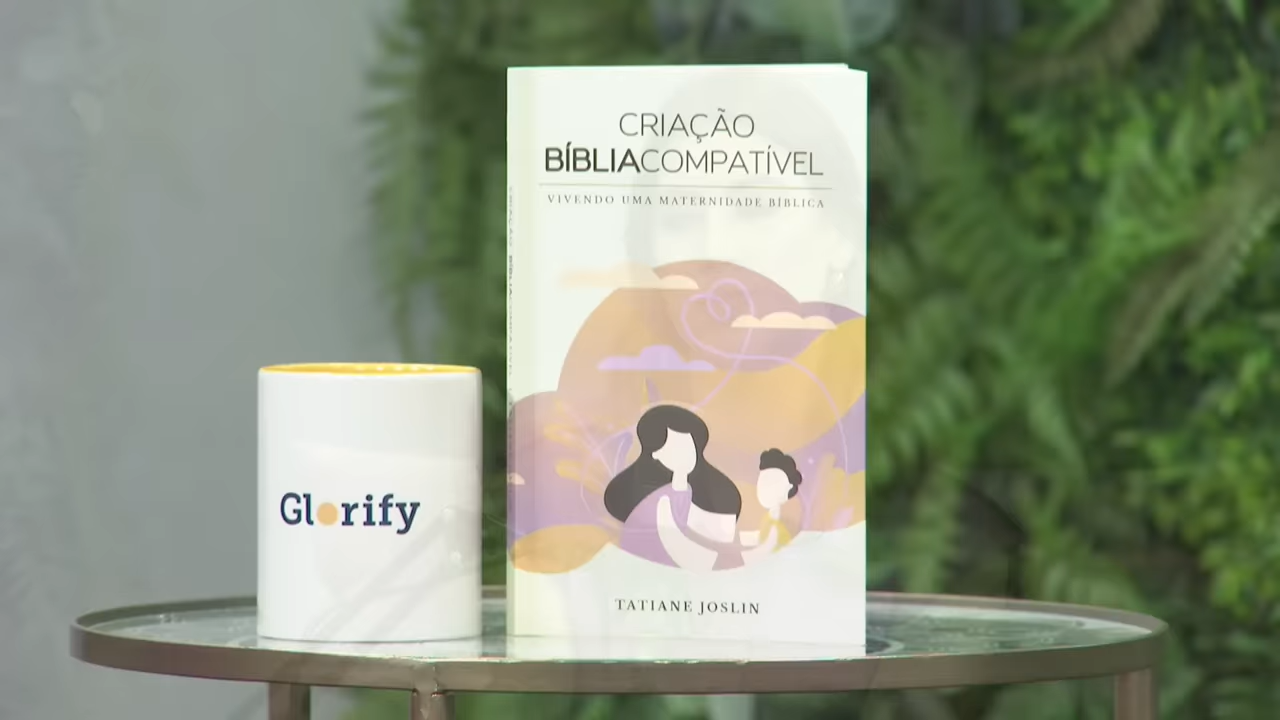 CRIAÇÃO
BÍBLIACOMPATÍVEL
VIVENDO UMA MATERNIDADE BÍBLICA
Glorify
TATIANE JOSLIN